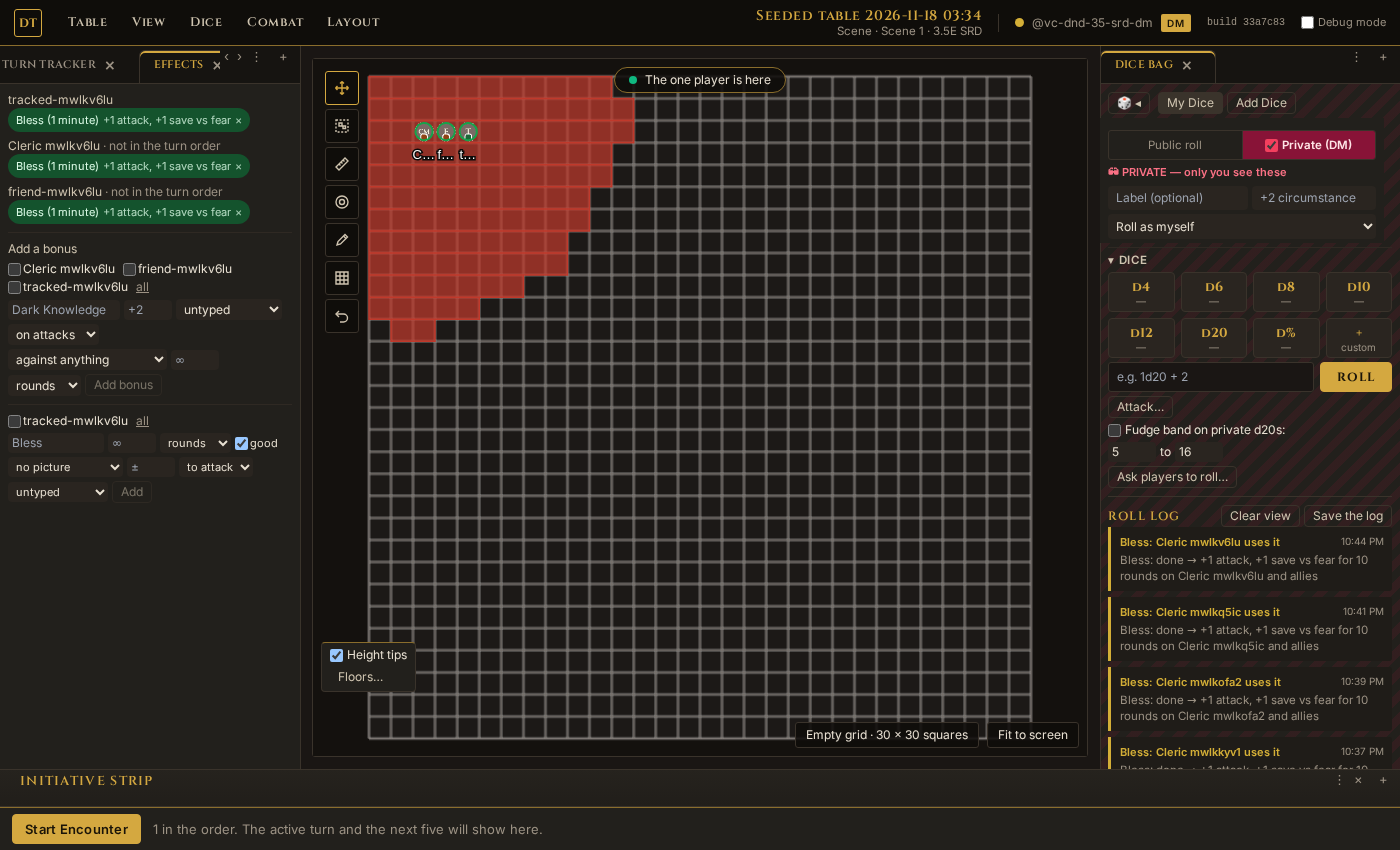 DT TABLE VIEW DICE COMBAT LAYOUT
SEEDED TABLE 2026-11-18 03:34
Scene · Scene 1 · 3.5E SRD
@vc-dnd-35-srd-dm DM build 33a7c83 Debug mode
TURN TRACKER × EFFECTS × ‹ › ⋮ +
tracked-mwlkv6lu
Bless (1 minute) +1 attack, +1 save vs fear ×
Cleric mwlkv6lu · not in the turn order
Bless (1 minute) +1 attack, +1 save vs fear ×
friend-mwlkv6lu · not in the turn order
Bless (1 minute) +1 attack, +1 save vs fear ×
Add a bonus
Cleric mwlkv6lu friend-mwlkv6lu
tracked-mwlkv6lu all
Dark Knowledge +2 untyped
on attacks
against anything ∞
rounds Add bonus
tracked-mwlkv6lu all
Bless ∞ rounds good
no picture ± to attack
untyped Add
The one player is here
CM F T
C... f... t...
Height tips
Floors...
Empty grid · 30 × 30 squares Fit to screen
DICE BAG × ⋮ +
My Dice Add Dice
Public roll Private (DM)
PRIVATE — only you see these
Label (optional) +2 circumstance
Roll as myself
▾ DICE
D4 D6 D8 D10
— — — —
D12 D20 D% +
— — — custom
e.g. 1d20 + 2 ROLL
Attack...
Fudge band on private d20s:
5 to 16
Ask players to roll...
ROLL LOG Clear view Save the log
Bless: Cleric mwlkv6lu uses it 10:44 PM
Bless: done → +1 attack, +1 save vs fear for 10
rounds on Cleric mwlkv6lu and allies
Bless: Cleric mwlkq5ic uses it 10:41 PM
Bless: done → +1 attack, +1 save vs fear for 10
rounds on Cleric mwlkq5ic and allies
Bless: Cleric mwlkofa2 uses it 10:39 PM
Bless: done → +1 attack, +1 save vs fear for 10
rounds on Cleric mwlkofa2 and allies
Bless: Cleric mwlkkyv1 uses it 10:37 PM
Bless: done → +1 attack, +1 save vs fear for 10
INITIATIVE STRIP ⋮ × +
Start Encounter 1 in the order. The active turn and the next five will show here.